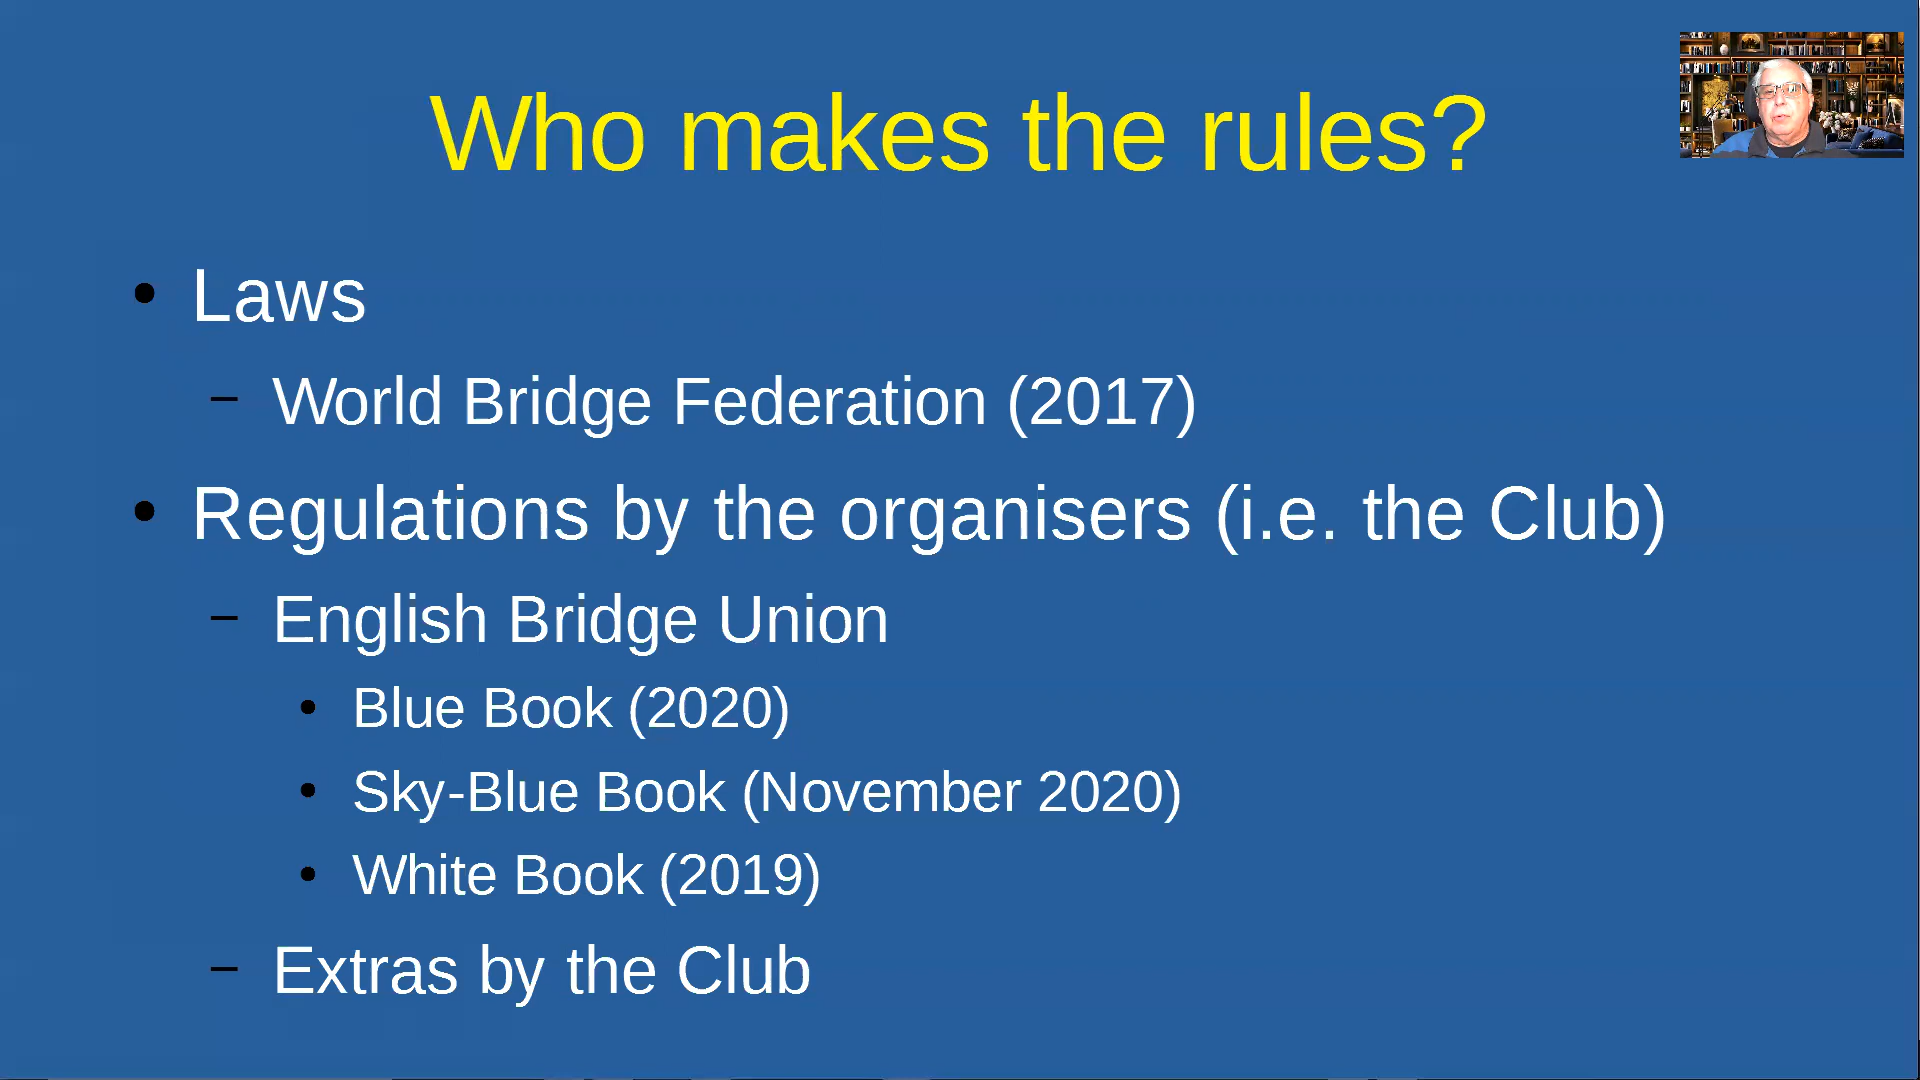 Who makes the rules?
• Laws
– World Bridge Federation (2017)
• Regulations by the organisers (i.e. the Club)
– English Bridge Union
• Blue Book (2020)
• Sky-Blue Book (November 2020)
• White Book (2019)
– Extras by the Club